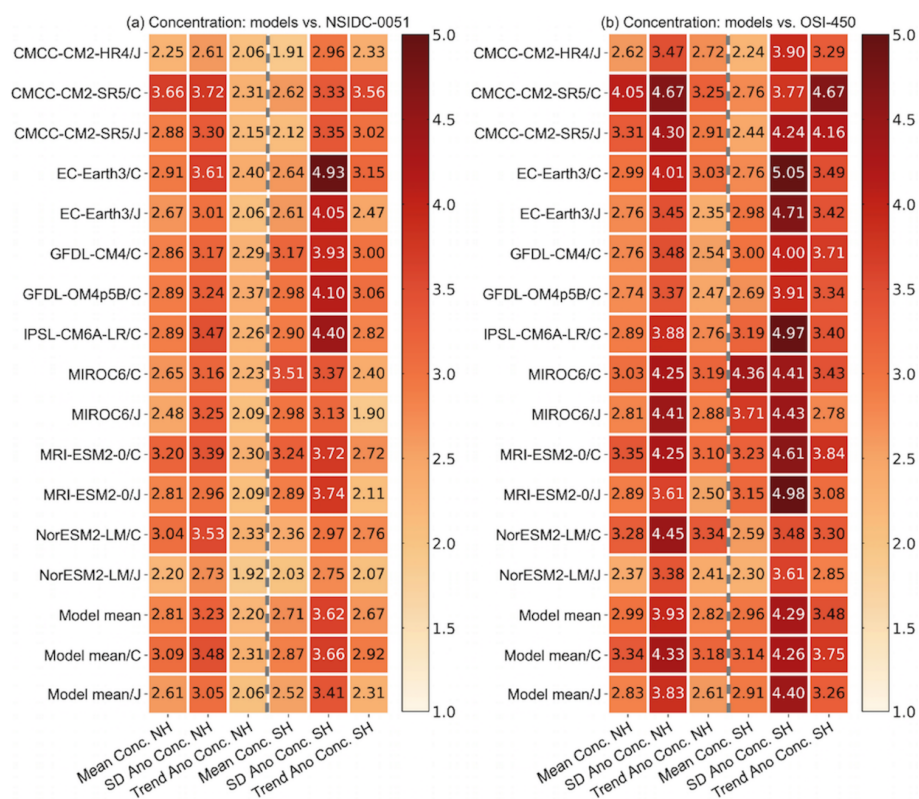 (a) Concentration: models vs. NSIDC-0051
CMCC-CM2-HR4/J 2.25 2.61 2.06 1.91 2.96 2.33
CMCC-CM2-SR5/C 3.66 3.72 2.31 2.62 3.33 3.56
CMCC-CM2-SR5/J 2.88 3.30 2.15 2.12 3.35 3.02
EC-Earth3/C 2.91 3.61 2.40 2.64 4.93 3.15
EC-Earth3/J 2.67 3.01 2.06 2.61 4.05 2.47
GFDL-CM4/C 2.86 3.17 2.29 3.17 3.93 3.00
GFDL-OM4p5B/C 2.89 3.24 2.37 2.98 4.10 3.06
IPSL-CM6A-LR/C 2.89 3.47 2.26 2.90 4.40 2.82
MIROC6/C 2.65 3.16 2.23 3.51 3.37 2.40
MIROC6/J 2.48 3.25 2.09 2.98 3.13 1.90
MRI-ESM2-0/C 3.20 3.39 2.30 3.24 3.72 2.72
MRI-ESM2-0/J 2.81 2.96 2.09 2.89 3.74 2.11
NorESM2-LM/C 3.04 3.53 2.33 2.36 2.97 2.76
NorESM2-LM/J 2.20 2.73 1.92 2.03 2.75 2.07
Model mean 2.81 3.23 2.20 2.71 3.62 2.67
Model mean/C 3.09 3.48 2.31 2.87 3.66 2.92
Model mean/J 2.61 3.05 2.06 2.52 3.41 2.31
Mean Conc. NH
SD Ano Conc. NH
Trend Ano Conc. NH
Mean Conc. SH
SD Ano Conc. SH
Trend Ano Conc. SH
5.0
4.5
4.0
3.5
3.0
2.5
2.0
1.5
1.0
(b) Concentration: models vs. OSI-450
CMCC-CM2-HR4/J 2.62 3.47 2.72 2.24 3.90 3.29
CMCC-CM2-SR5/C 4.05 4.67 3.25 2.76 3.77 4.67
CMCC-CM2-SR5/J 3.31 4.30 2.91 2.44 4.24 4.16
EC-Earth3/C 2.99 4.01 3.03 2.76 5.05 3.49
EC-Earth3/J 2.76 3.45 2.35 2.98 4.71 3.42
GFDL-CM4/C 2.76 3.48 2.54 3.00 4.00 3.71
GFDL-OM4p5B/C 2.74 3.37 2.47 2.69 3.91 3.34
IPSL-CM6A-LR/C 2.89 3.88 2.76 3.19 4.97 3.40
MIROC6/C 3.03 4.25 3.19 4.36 4.41 3.43
MIROC6/J 2.81 4.41 2.88 3.71 4.43 2.78
MRI-ESM2-0/C 3.35 4.25 3.10 3.23 4.61 3.84
MRI-ESM2-0/J 2.89 3.61 2.50 3.15 4.98 3.08
NorESM2-LM/C 3.28 4.45 3.34 2.59 3.48 3.30
NorESM2-LM/J 2.37 3.38 2.41 2.30 3.61 2.85
Model mean 2.99 3.93 2.82 2.96 4.29 3.48
Model mean/C 3.34 4.33 3.18 3.14 4.26 3.75
Model mean/J 2.83 3.83 2.61 2.91 4.40 3.26
Mean Conc. NH
SD Ano Conc. NH
Trend Ano Conc. NH
Mean Conc. SH
SD Ano Conc. SH
Trend Ano Conc. SH
5.0
4.5
4.0
3.5
3.0
2.5
2.0
1.5
1.0